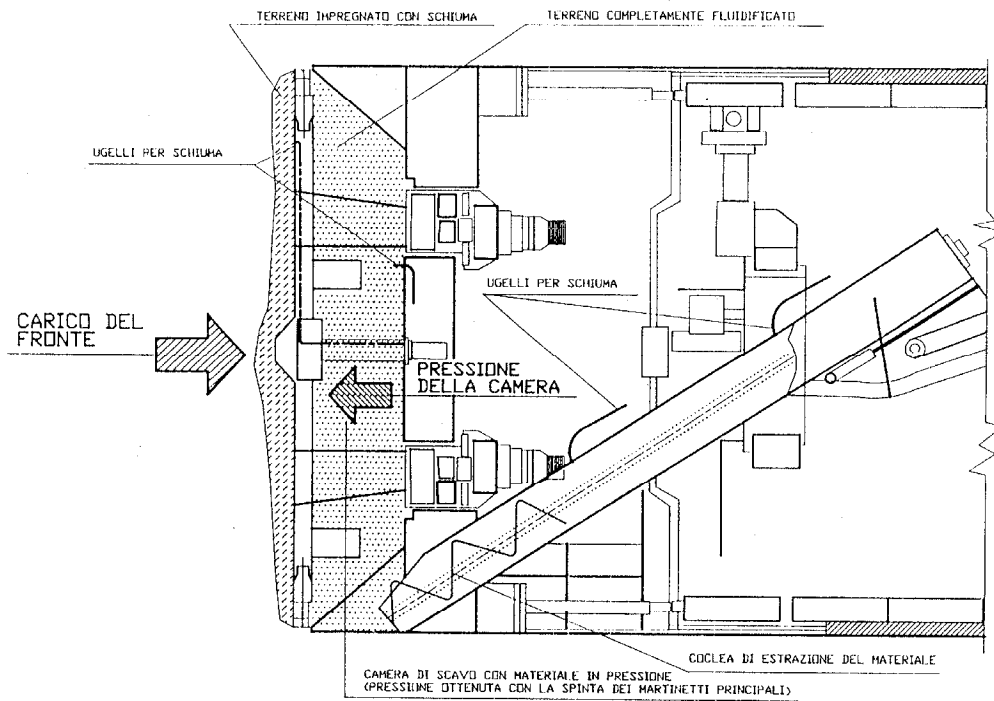 TERRENO IMPREGNATO CON SCHIUMA
TERRENO COMPLETAMENTE FLUIDIFICATO
UGELLI PER SCHIUMA
UGELLI PER SCHIUMA
CARICO DEL
FRONTE
PRESSIONE
DELLA CAMERA
COCLEA DI ESTRAZIONE DEL MATERIALE
CAMERA DI SCAVO CON MATERIALE IN PRESSIONE
(PRESSIONE OTTENUTA CON LA SPINTA DEI MARTINETTI PRINCIPALI)